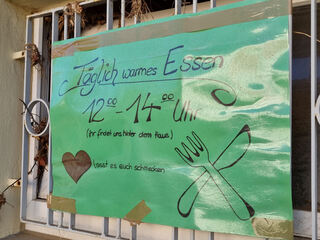 Täglich warmes Essen
12⁰⁰ - 14⁰⁰ Uhr
(ihr findet uns hinter dem Haus)
Lasst es euch schmecken